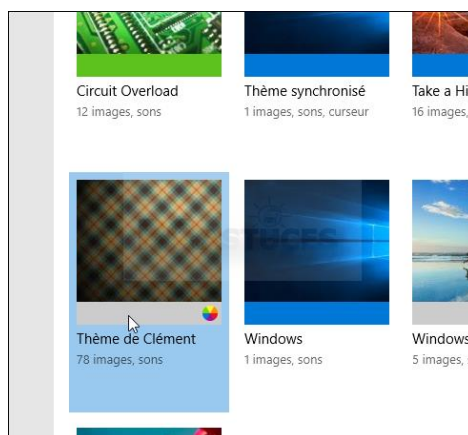 Circuit Overload
12 images, sons
Thème synchronisé
1 images, sons, curseur
Take a Hi
16 images,
Thème de Clément
78 images, sons
STUCES
Windows
1 images, sons
Windows
5 images,